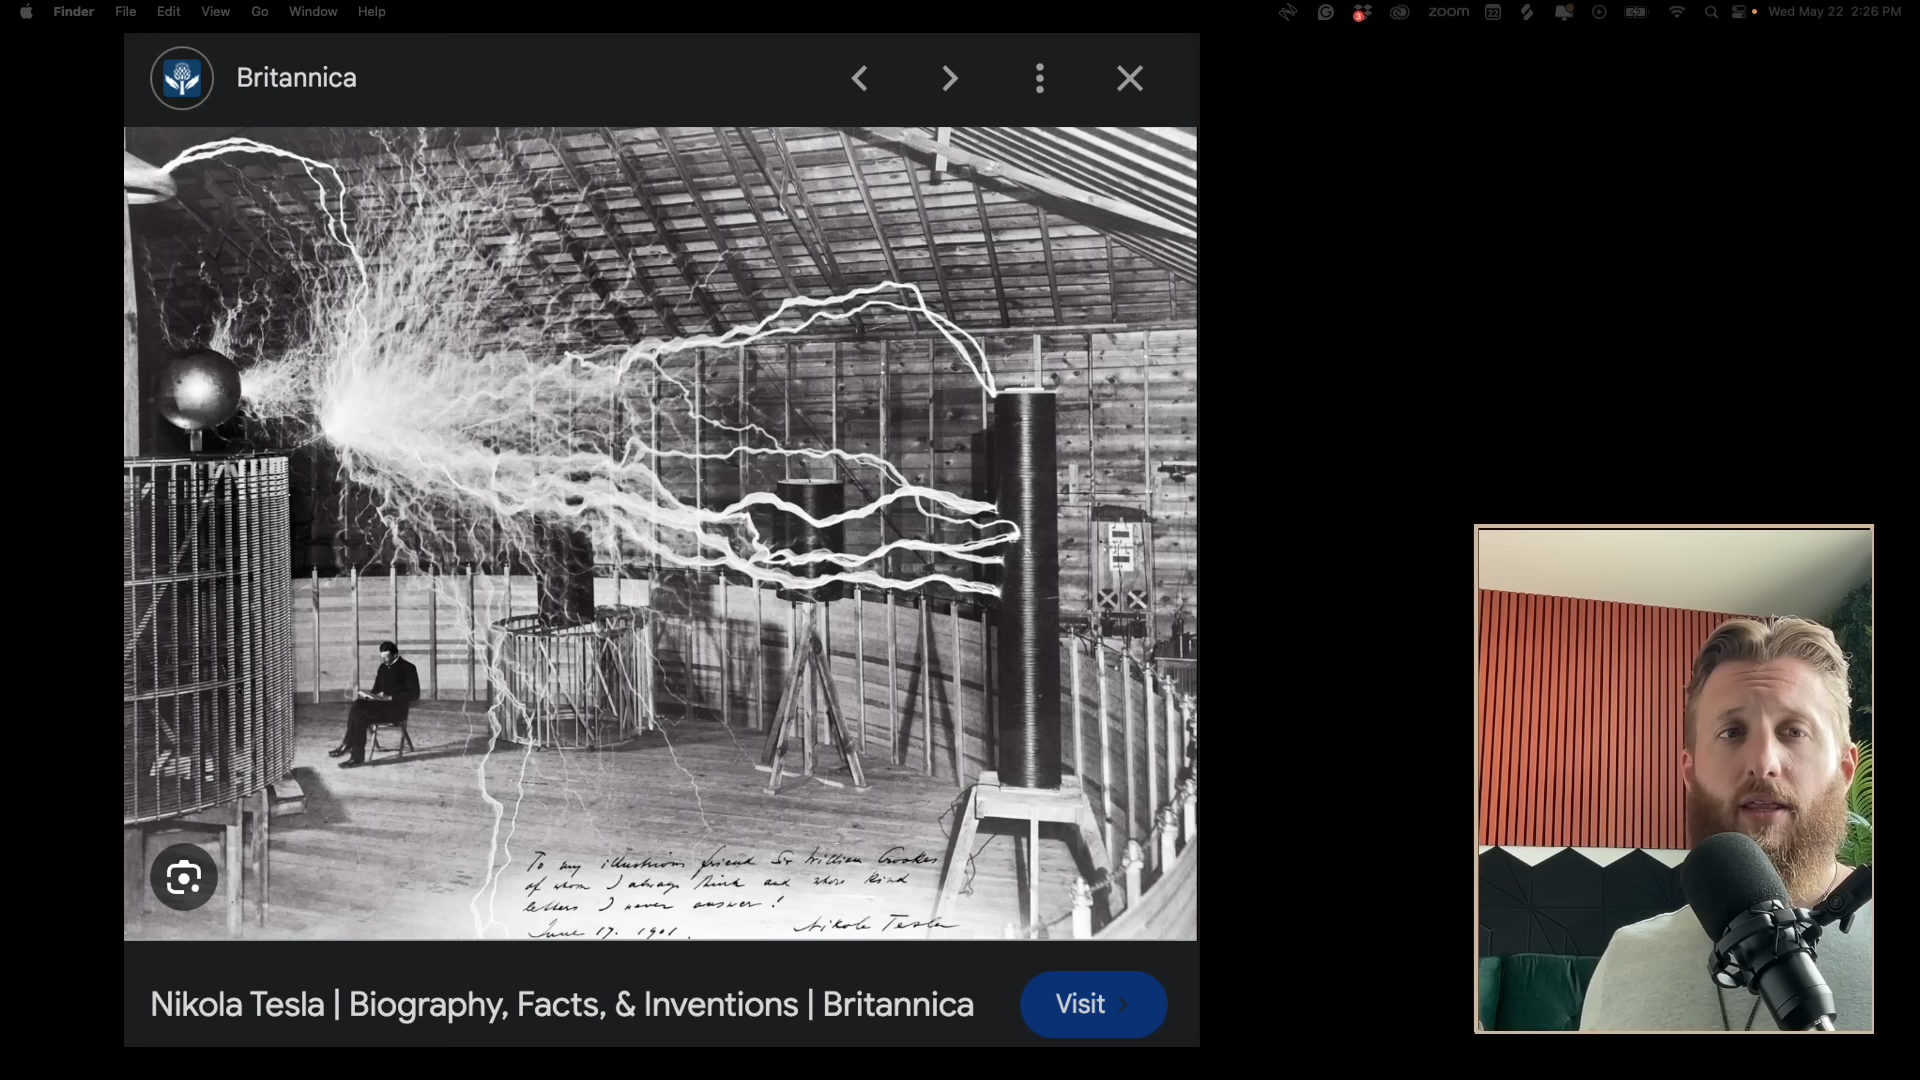 Finder File Edit View Go Window Help zoom 22 Wed May 22 2:26 PM
3
Britannica
To my illustrious friend Sir William Crookes
of whom I always think and whose kind
letters I never answer!
June 17. 1901. Nikola Tesla
Nikola Tesla | Biography, Facts, & Inventions | Britannica
Visit